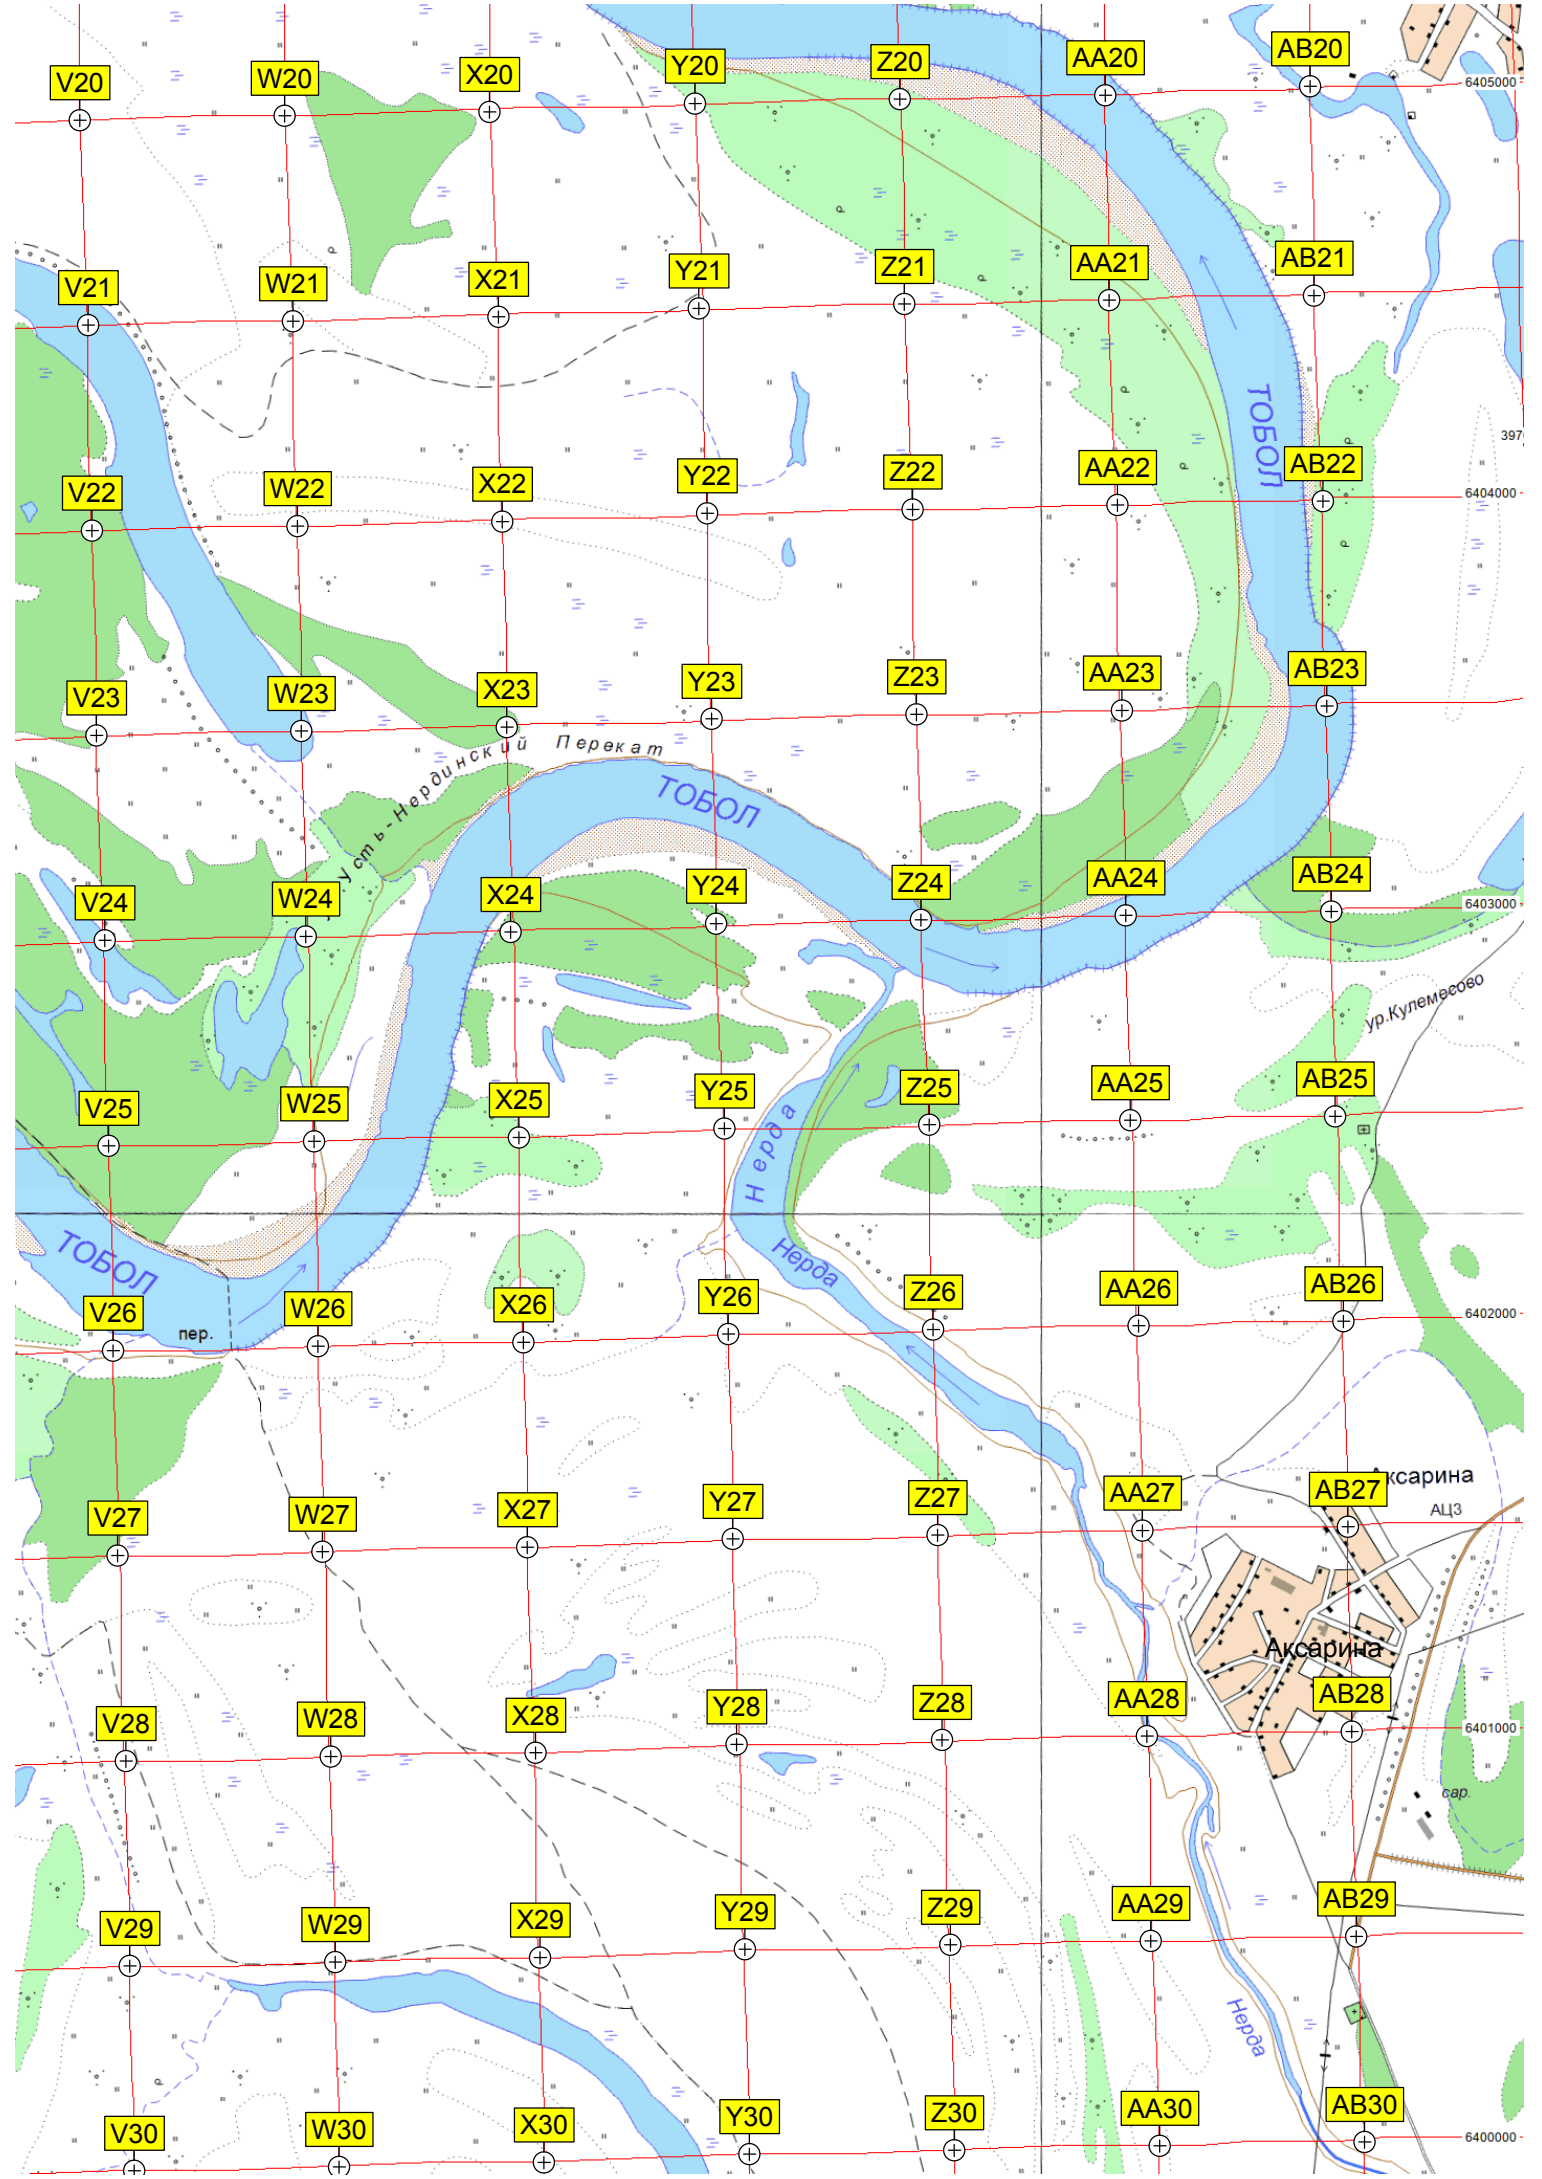 V20 W20 X20 Y20 Z20 AA20 AB20
6405000
V21 W21 X21 Y21 Z21 AA21 AB21
ТОБОЛ
V22 W22 X22 Y22 Z22 AA22 AB22
6404000
V23 W23 X23 Y23 Z23 AA23 AB23
Усть-Нердинский Перекат
ТОБОЛ
V24 W24 X24 Y24 Z24 AA24 AB24
6403000
ур.Кулемесово
V25 W25 X25 Y25 Z25 AA25 AB25
Нерда
ТОБОЛ
Нерда
V26 W26 X26 Y26 Z26 AA26 AB26
6402000
пер.
Аксарина
АЦЗ
V27 W27 X27 Y27 Z27 AA27 AB27
Аксарина
V28 W28 X28 Y28 Z28 AA28 AB28
6401000
сар.
V29 W29 X29 Y29 Z29 AA29 AB29
Нерда
V30 W30 X30 Y30 Z30 AA30 AB30
6400000